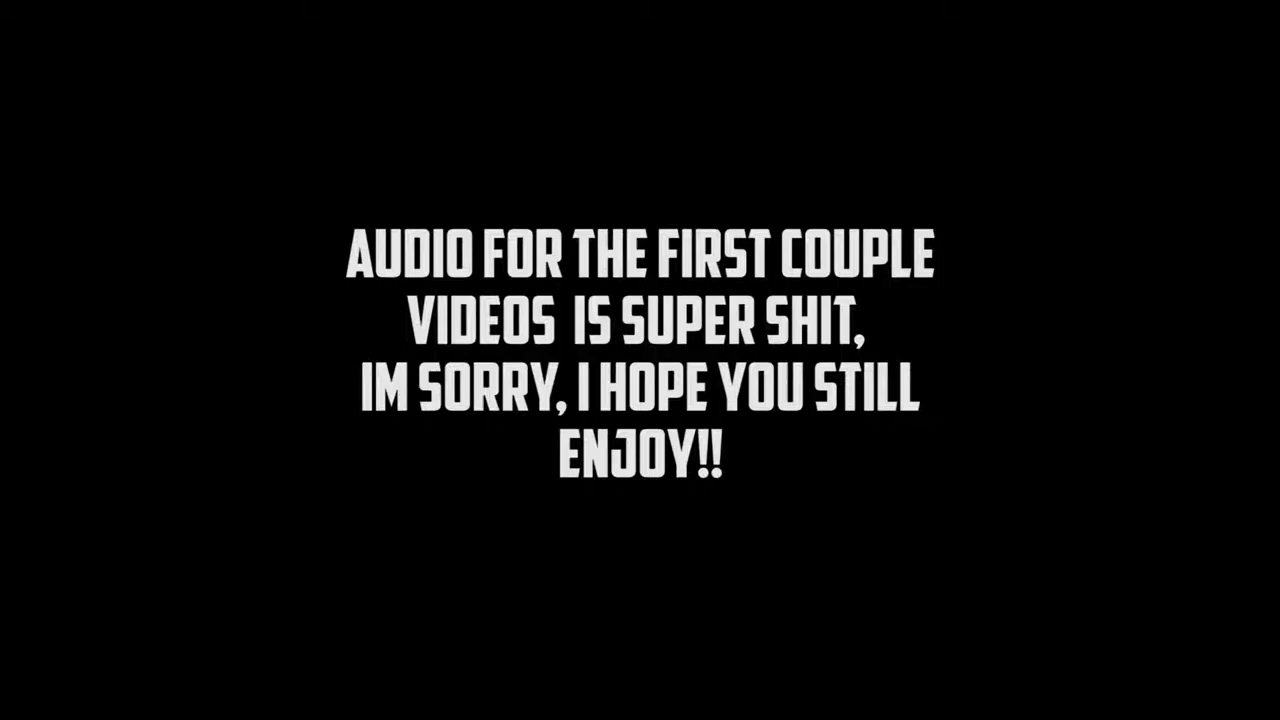 AUDIO FOR THE FIRST COUPLE
VIDEOS IS SUPER SHIT,
IM SORRY, I HOPE YOU STILL
ENJOY!!